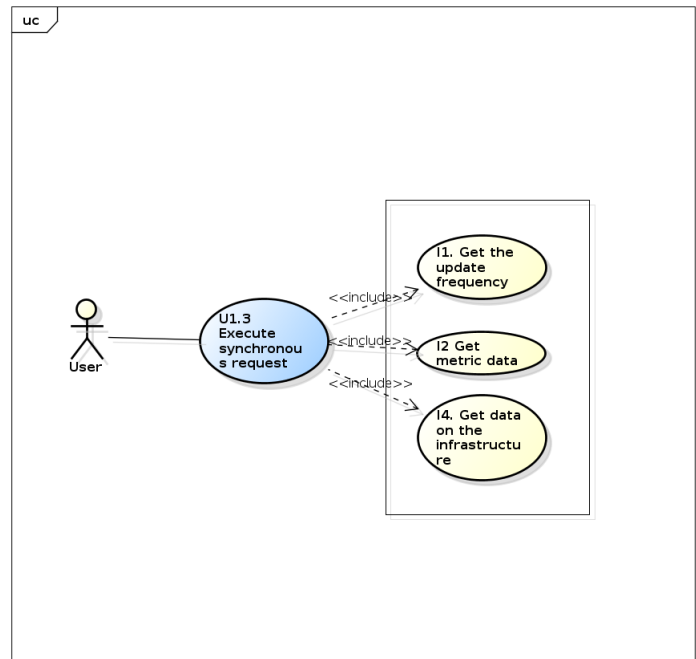 uc
<<include>>
I1. Get the
update
frequency
User
U1.3
Execute
synchronou
s request
<<include>>
I2 Get
metric data
<<include>>
I4. Get data
on the
infrastructu
re